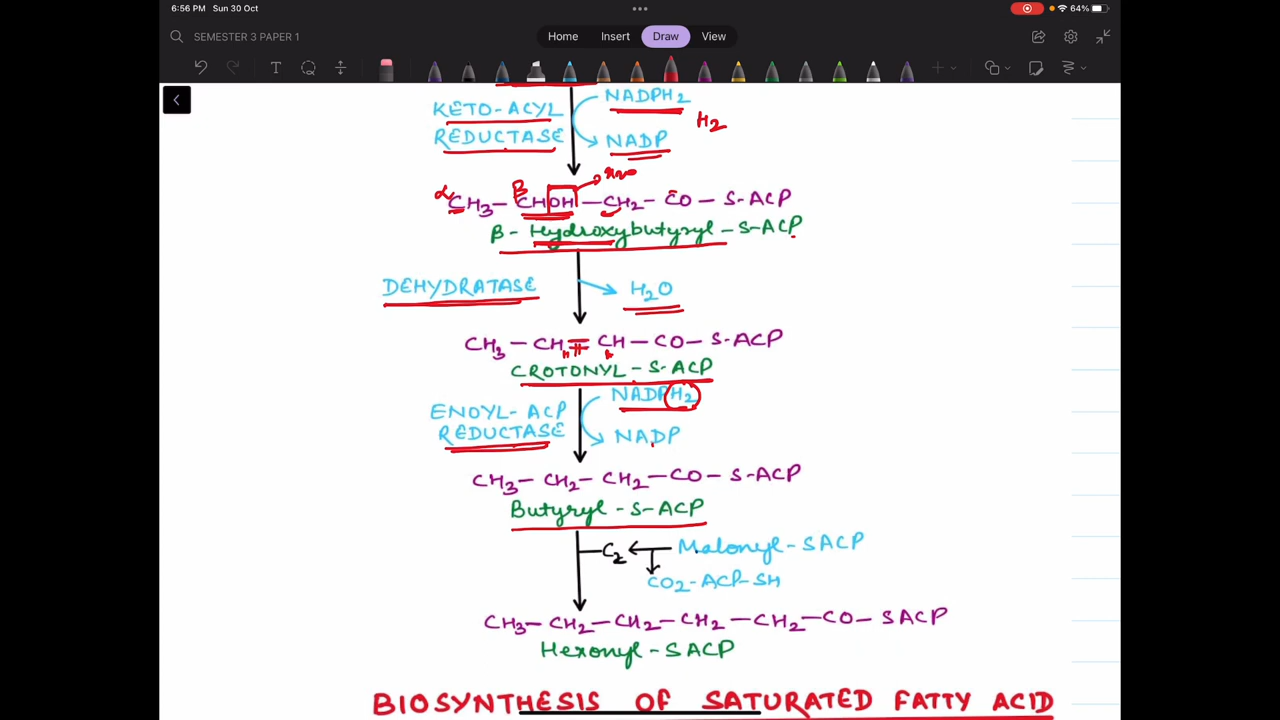 6:56 PM Sun 30 Oct
64%
SEMESTER 3 PAPER 1
Home Insert Draw View
KETO-ACYL
REDUCTASE
NADPH2
H2
NADP
α β H2O
CH3 - CHOH - CH2 - CO - S-ACP
β - Hydroxybutyryl - S-ACP
DEHYDRATASE
H2O
CH3 - CH = CH - CO - S-ACP
CROTONYL - S-ACP
ENOYL-ACP
REDUCTASE
NADPH2
NADP
CH3 - CH2 - CH2 - CO - S-ACP
Butyryl - S-ACP
C2 ← Malonyl - SACP
CO2-ACP-SH
CH3 - CH2 - CH2 - CH2 - CH2 - CO - SACP
Hexonyl - SACP
BIOSYNTHESIS OF SATURATED FATTY ACID